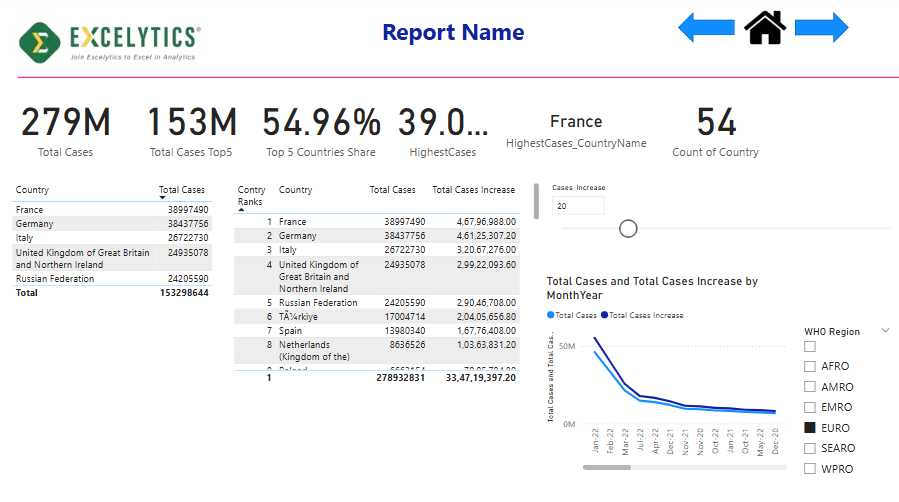 EXCELYTICS®
Join Excelytics to Excel in Analytics
Report Name
279M
Total Cases
153M
Total Cases Top5
54.96%
Top 5 Countries Share
39.0...
HighestCases
France
HighestCases_CountryName
54
Count of Country
Country Total Cases
France 38997490
Germany 38437756
Italy 26722730
United Kingdom of Great Britain 24935078
and Northern Ireland
Russian Federation 24205590
Total 153298644
Contry Country Total Cases Total Cases Increase
Ranks
1 France 38997490 4,67,96,988.00
2 Germany 38437756 4,61,25,307.20
3 Italy 26722730 3,20,67,276.00
4 United Kingdom of 24935078 2,99,22,093.60
Great Britain and
Northern Ireland
5 Russian Federation 24205590 2,90,46,708.00
6 TÃ¼rkiye 17004714 2,04,05,656.80
7 Spain 13980340 1,67,76,408.00
8 Netherlands 8636526 1,03,63,831.20
(Kingdom of the)
1 278932831 33,47,19,397.20
Cases_Increase
20
Total Cases and Total Cases Increase by
MonthYear
Total Cases Total Cases Increase
Total Cases and Total Cas...
50M
0M
Jan-22
Feb-22
Mar-22
Jul-22
Apr-22
Dec-21
Nov-21
Nov-20
Oct-22
Jan-21
Oct-21
Oct-21
May-22
Dec-20
WHO Region
AFRO
AMRO
EMRO
EURO
SEARO
WPRO